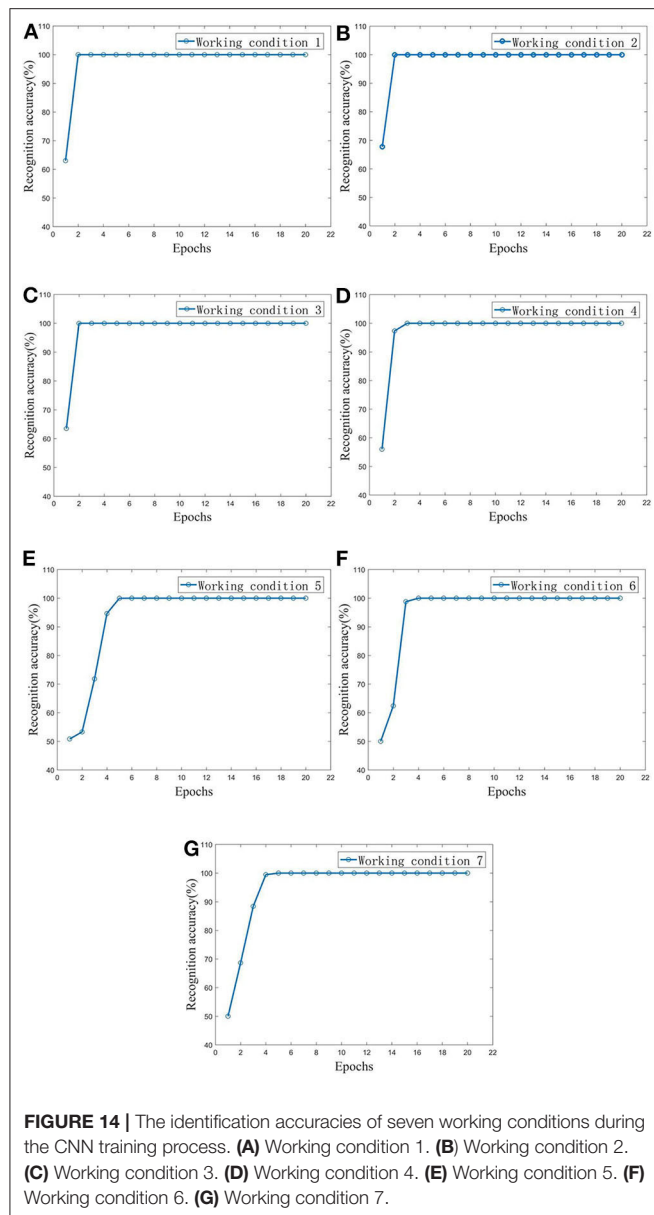 A
110
100
90
80
70
60
50
40
Recognition accuracy(%)
Working condition 1
0 2 4 6 8 10 12 14 16 18 20 22
Epochs
B
110
100
90
80
70
60
50
40
Recognition accuracy(%)
Working condition 2
0 2 4 6 8 10 12 14 16 18 20 22
Epochs
C
110
100
90
80
70
60
50
40
Recognition accuracy(%)
Working condition 3
0 2 4 6 8 10 12 14 16 18 20 22
Epochs
D
110
100
90
80
70
60
50
40
Recognition accuracy(%)
Working condition 4
0 2 4 6 8 10 12 14 16 18 20 22
Epochs
E
110
100
90
80
70
60
50
40
Recognition accuracy(%)
Working condition 5
0 2 4 6 8 10 12 14 16 18 20 22
Epochs
F
110
100
90
80
70
60
50
40
Recognition accuracy(%)
Working condition 6
0 2 4 6 8 10 12 14 16 18 20 22
Epochs
G
110
100
90
80
70
60
50
40
Recognition accuracy(%)
Working condition 7
0 2 4 6 8 10 12 14 16 18 20 22
Epochs
FIGURE 14 | The identification accuracies of seven working conditions during
the CNN training process. (A) Working condition 1. (B) Working condition 2.
(C) Working condition 3. (D) Working condition 4. (E) Working condition 5. (F)
Working condition 6. (G) Working condition 7.